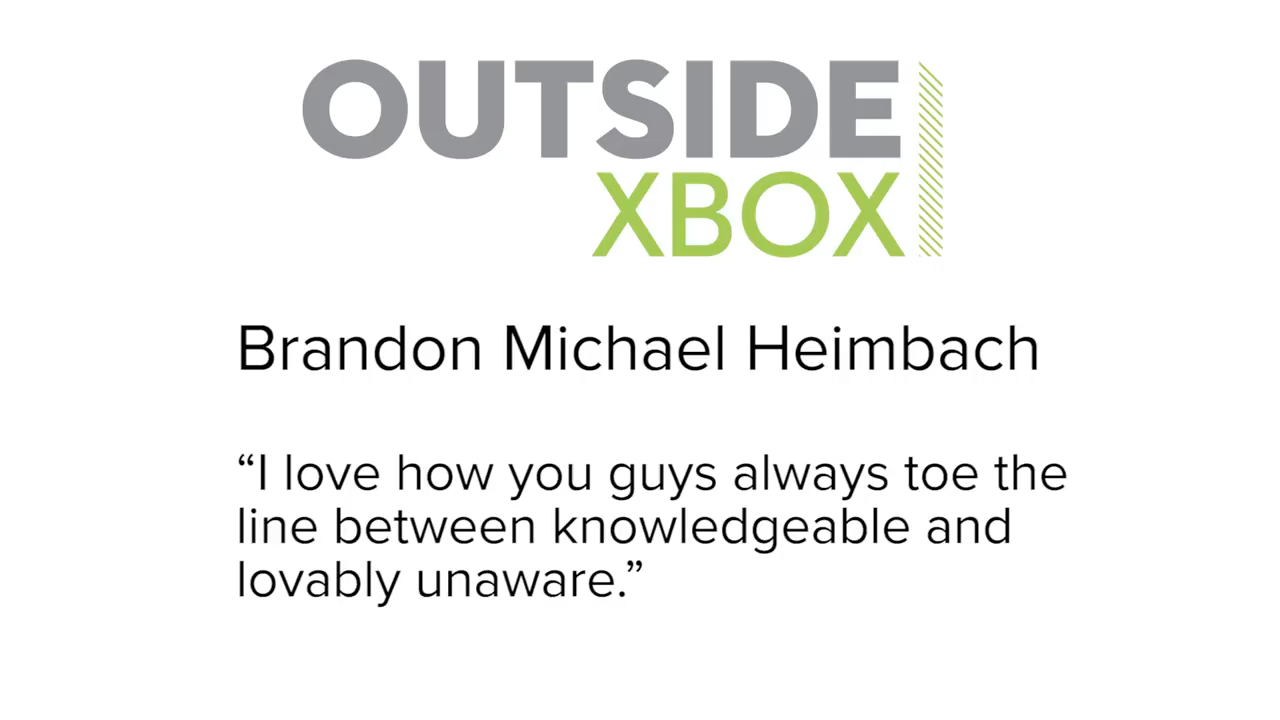 OUTSIDE
XBOX
Brandon Michael Heimbach
“I love how you guys always toe the
line between knowledgeable and
lovably unaware.”